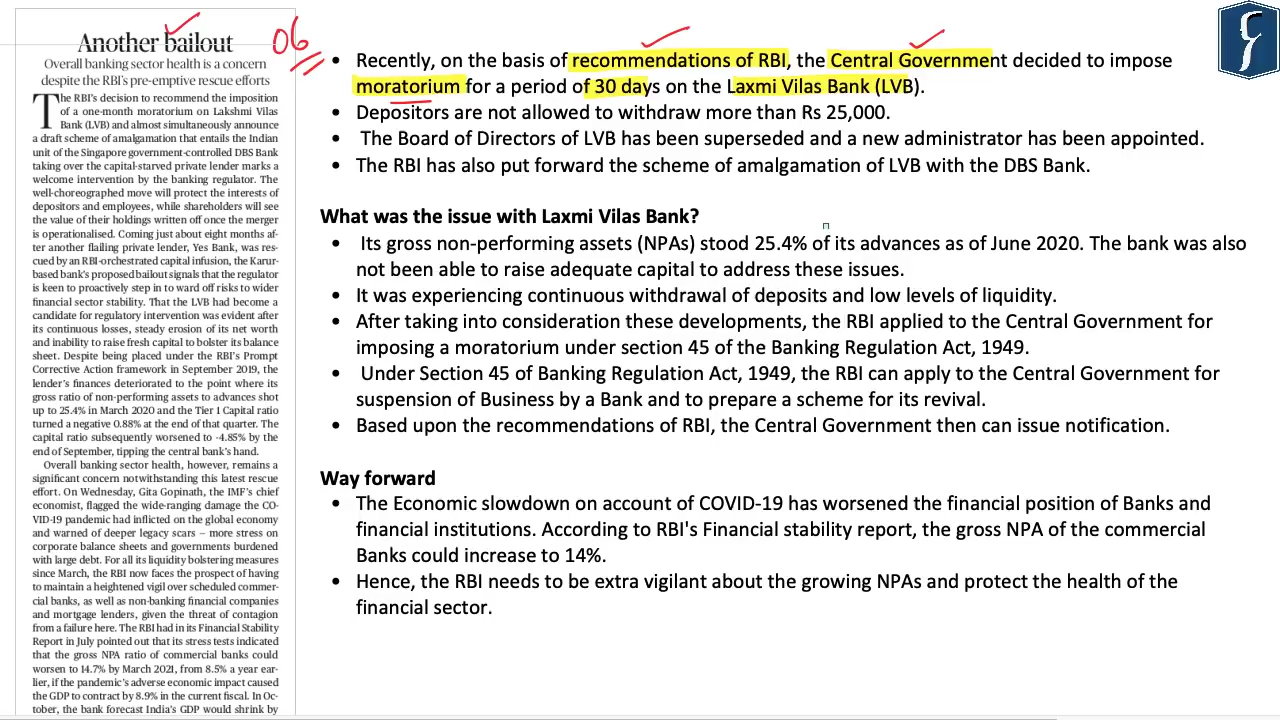 Another bailout
Overall banking sector health is a concern
despite the RBI's pre-emptive rescue efforts
The RBI's decision to recommend the imposition
of a one-month moratorium on Lakshmi Vilas
Bank (LVB) and almost simultaneously announce
a draft scheme of amalgamation that entails the Indian
unit of the Singapore government-controlled DBS Bank
taking over the capital-starved private lender marks a
welcome intervention by the banking regulator. The
well-choreographed move will protect the interests of
depositors and employees, while shareholders will see
the value of their holdings written off once the merger
is operationalised. Coming just about eight months af-
ter another flailing private lender, Yes Bank, was res-
cued by an RBI-orchestrated capital infusion, the Karur-
based bank's proposed bailout signals that the regulator
is keen to proactively step in to ward off risks to wider
financial sector stability. That the LVB had become a
candidate for regulatory intervention was evident after
its continuous losses, steady erosion of its net worth
and inability to raise fresh capital to bolster its balance
sheet. Despite being placed under the RBI's Prompt
Corrective Action framework in September 2019, the
lender's finances deteriorated to the point where its
gross ratio of non-performing assets to advances shot
up to 25.4% in March 2020 and the Tier 1 Capital ratio
turned a negative 0.88% at the end of that quarter. The
capital ratio subsequently worsened to -4.85% by the
end of September, tipping the central bank's hand.
Overall banking sector health, however, remains a
significant concern notwithstanding this latest rescue
effort. On Wednesday, Gita Gopinath, the IMF's chief
economist, flagged the wide-ranging damage the CO-
VID-19 pandemic had inflicted on the global economy
and warned of deeper legacy scars — more stress on
corporate balance sheets and governments burdened
with large debt. For all its liquidity bolstering measures
since March, the RBI now faces the prospect of having
to maintain a heightened vigil over scheduled commer-
cial banks, as well as non-banking financial companies
and mortgage lenders, given the threat of contagion
from a failure here. The RBI had in its Financial Stability
Report in July pointed out that its stress tests indicated
that the gross NPA ratio of commercial banks could
worsen to 14.7% by March 2021, from 8.5% a year ear-
lier, if the pandemic's adverse economic impact caused
the GDP to contract by 8.9% in the current fiscal. In Oc-
tober, the bank forecast India's GDP would shrink by
06
• Recently, on the basis of recommendations of RBI, the Central Government decided to impose
moratorium for a period of 30 days on the Laxmi Vilas Bank (LVB).
• Depositors are not allowed to withdraw more than Rs 25,000.
• The Board of Directors of LVB has been superseded and a new administrator has been appointed.
• The RBI has also put forward the scheme of amalgamation of LVB with the DBS Bank.
What was the issue with Laxmi Vilas Bank?
• Its gross non-performing assets (NPAs) stood 25.4% of its advances as of June 2020. The bank was also
not been able to raise adequate capital to address these issues.
• It was experiencing continuous withdrawal of deposits and low levels of liquidity.
• After taking into consideration these developments, the RBI applied to the Central Government for
imposing a moratorium under section 45 of the Banking Regulation Act, 1949.
• Under Section 45 of Banking Regulation Act, 1949, the RBI can apply to the Central Government for
suspension of Business by a Bank and to prepare a scheme for its revival.
• Based upon the recommendations of RBI, the Central Government then can issue notification.
Way forward
• The Economic slowdown on account of COVID-19 has worsened the financial position of Banks and
financial institutions. According to RBI's Financial stability report, the gross NPA of the commercial
Banks could increase to 14%.
• Hence, the RBI needs to be extra vigilant about the growing NPAs and protect the health of the
financial sector.